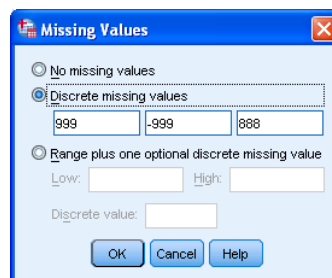 Missing Values
No missing values
Discrete missing values
999 -999 888
Range plus one optional discrete missing value
Low: High:
Discrete value:
OK Cancel Help